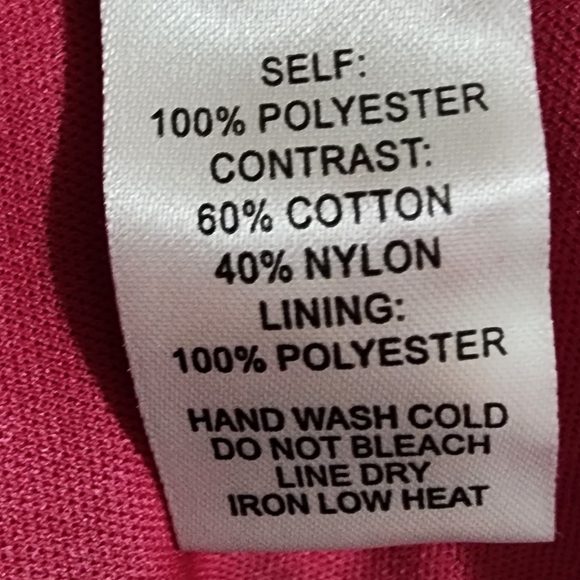 SELF:
100% POLYESTER
CONTRAST:
60% COTTON
40% NYLON
LINING:
100% POLYESTER
HAND WASH COLD
DO NOT BLEACH
LINE DRY
IRON LOW HEAT